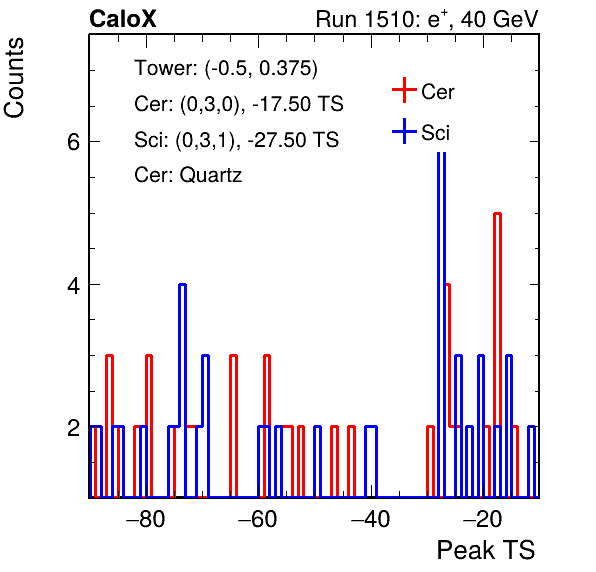 CaloX Run 1510: e⁺, 40 GeV
Counts
Tower: (-0.5, 0.375)
Cer: (0,3,0), -17.50 TS
Sci: (0,3,1), -27.50 TS
Cer: Quartz
Cer
Sci
6
4
2
−80 −60 −40 −20
Peak TS